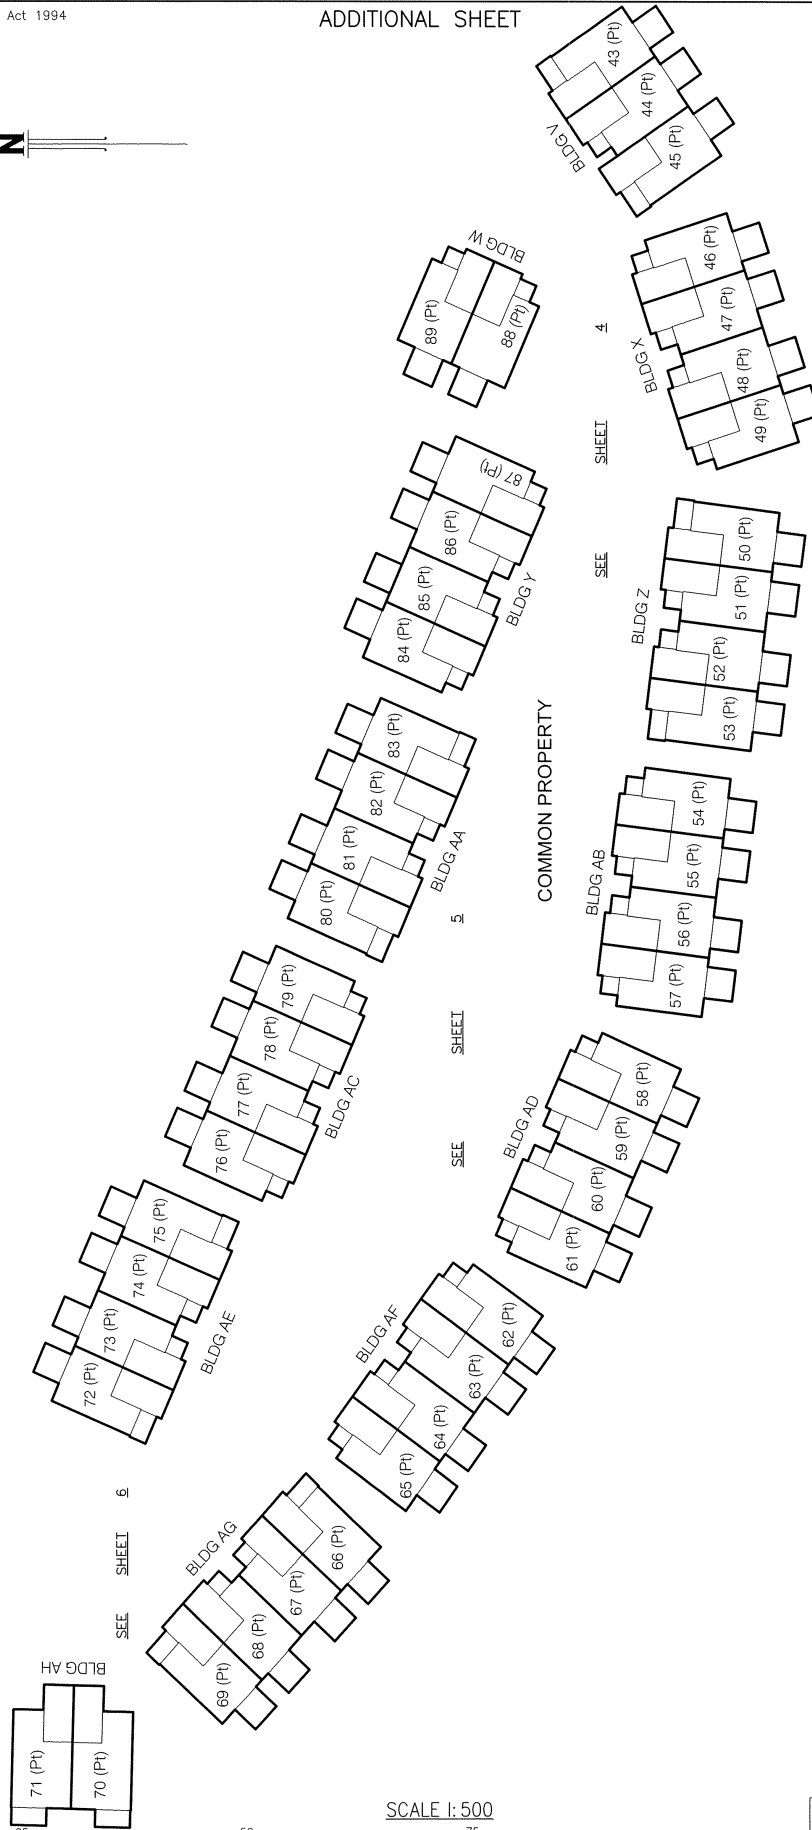 Act 1994
ADDITIONAL SHEET
N
43 (Pt)
44 (Pt)
45 (Pt)
BLDG V
BLDG W
89 (Pt)
88 (Pt)
46 (Pt)
47 (Pt)
48 (Pt)
49 (Pt)
BLDG X
SEE SHEET 4
87 (Pt)
86 (Pt)
85 (Pt)
84 (Pt)
BLDG Y
50 (Pt)
51 (Pt)
52 (Pt)
53 (Pt)
BLDG Z
COMMON PROPERTY
83 (Pt)
82 (Pt)
81 (Pt)
80 (Pt)
BLDG AA
54 (Pt)
55 (Pt)
56 (Pt)
57 (Pt)
BLDG AB
SEE SHEET 5
79 (Pt)
78 (Pt)
77 (Pt)
76 (Pt)
BLDG AC
58 (Pt)
59 (Pt)
60 (Pt)
61 (Pt)
BLDG AD
75 (Pt)
74 (Pt)
73 (Pt)
72 (Pt)
BLDG AE
62 (Pt)
63 (Pt)
64 (Pt)
65 (Pt)
BLDG AF
SEE SHEET 6
66 (Pt)
67 (Pt)
68 (Pt)
69 (Pt)
BLDG AG
BLDG AH
71 (Pt)
70 (Pt)
SCALE 1:500